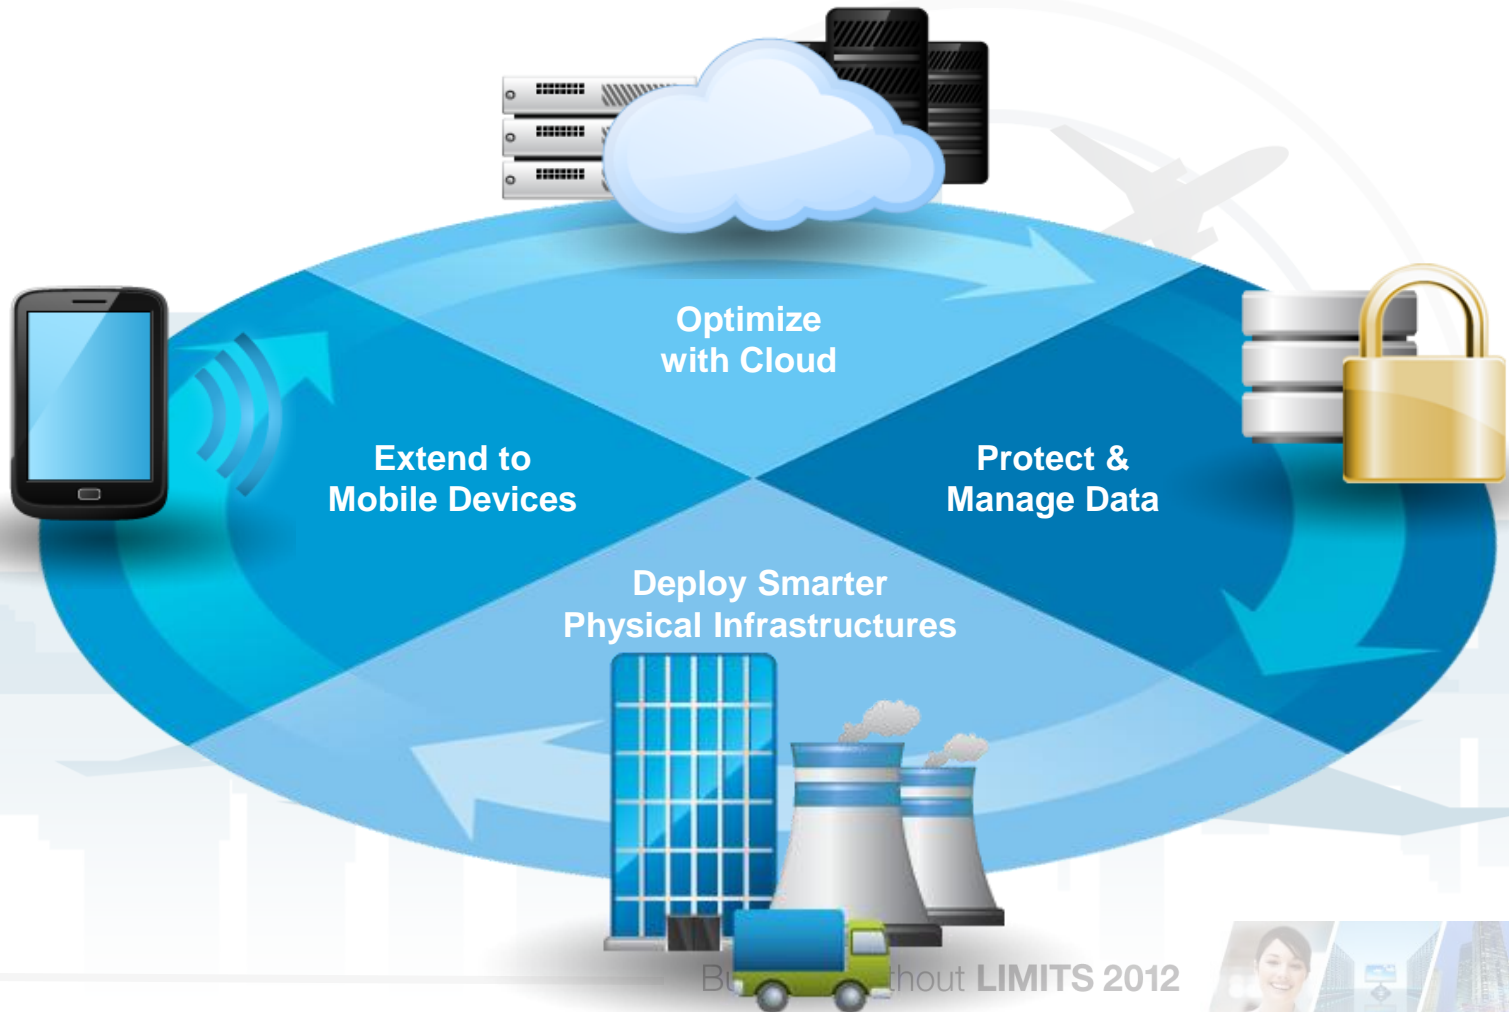 Optimize
with Cloud
Extend to
Mobile Devices
Protect &
Manage Data
Deploy Smarter
Physical Infrastructures
LIMITS 2012